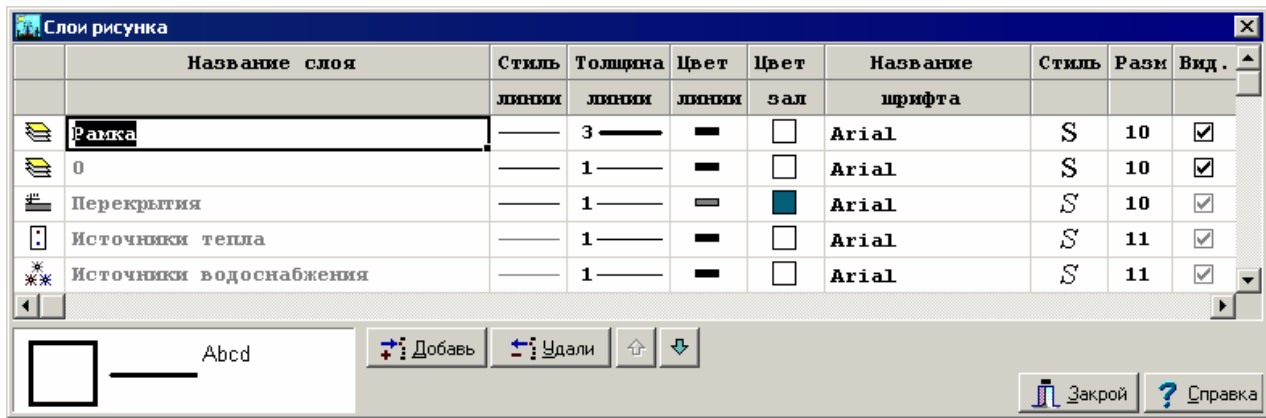 Слои рисунка
Название слоя Стиль Толщина Цвет Цвет Название Стиль Разм Вид.
линии линии линии зал шрифта
Рамка 3 Arial S 10
0 1 Arial S 10
Перекрытия 1 Arial S 10
Источники тепла 1 Arial S 11
Источники водоснабжения 1 Arial S 11
Abcd Добавь Удали
Закрой Справка